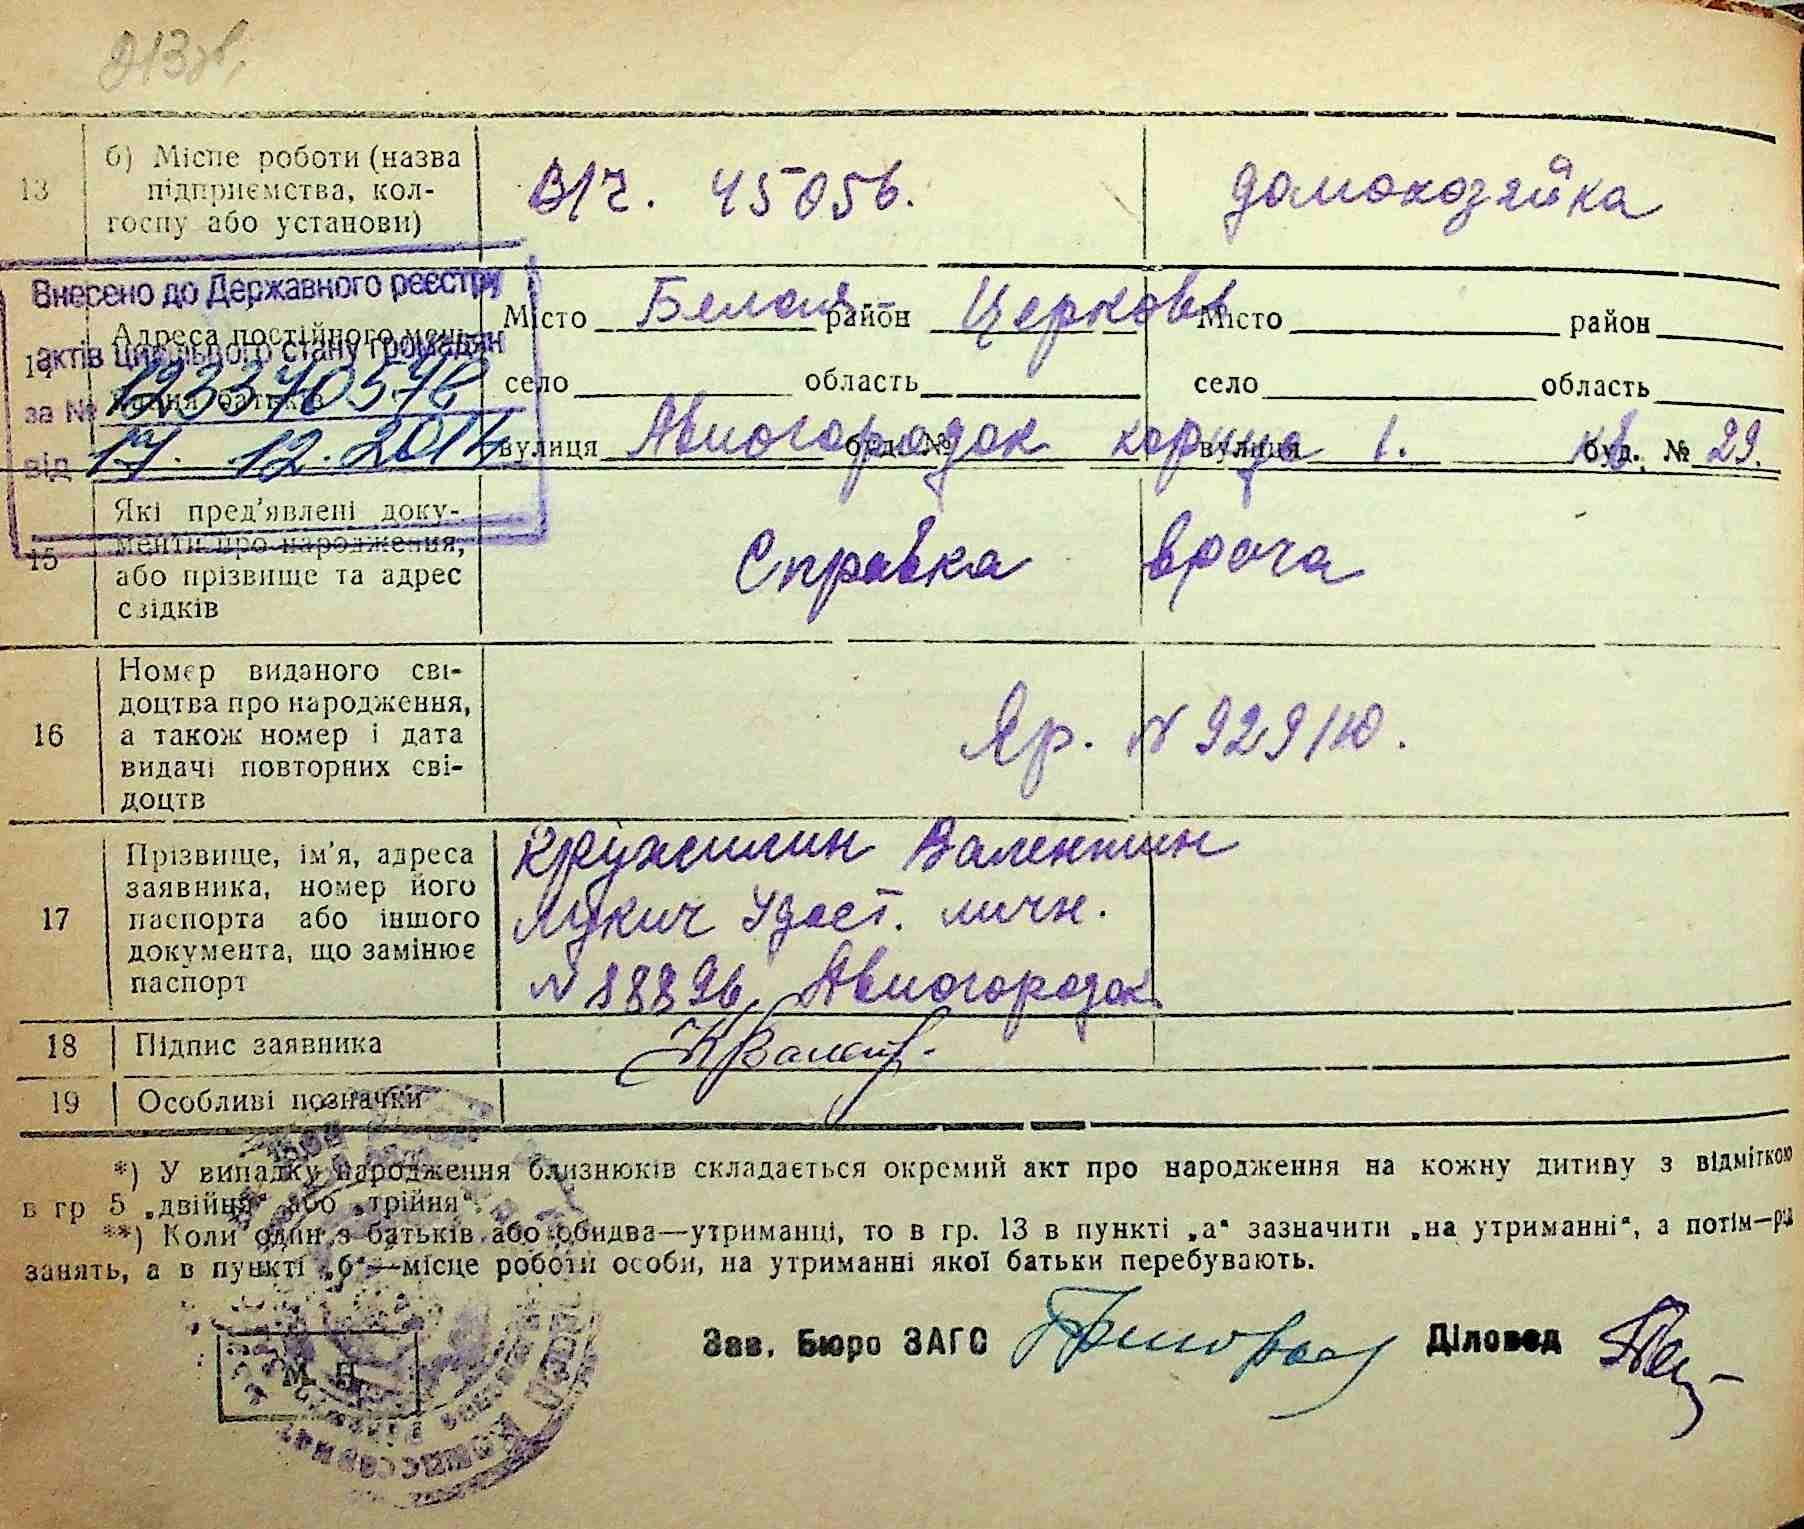 13 б) Місце роботи (назва
підприємства, кол-
госпу або установи)
в/ч. 45056. домохозяйка
Внесено до Державного реєстру
актів цивільного стану громадян
за № 12337057
від 17. 12. 2014
14 Адреса постійного меш-
кання батьків
Місто Белая район Церковь Місто район
село область село область
вулиця Авиогородок буд. № корпус вулиця 1. кв. буд. № 29.
15 Які пред'явлені доку-
менти про народження,
або прізвище та адрес
свідків
Справка врача
16 Номер виданого сві-
доцтва про народження,
а також номер і дата
видачі повторних сві-
доцтв
Яр. N 929110.
17 Прізвище, ім'я, адреса
заявника, номер його
паспорта або іншого
документа, що замінює
паспорт
Кружилин Валентин
Лукич Удост. личн.
N 88896 Авиогородок
18 Підпис заявника
19 Особливі позначки
*) У випадку народження близнюків складається окремий акт про народження на кожну дитину з відміткою
в гр 5 „двійня“ або „трійня“.
**) Коли один з батьків або обидва—утриманці, то в гр. 13 в пункті „а“ зазначити „на утриманні“, а потім—рід
занять, а в пункті „б“—місце роботи особи, на утриманні якої батьки перебувають.
М. П.
Зав. Бюро ЗАГС Діловод